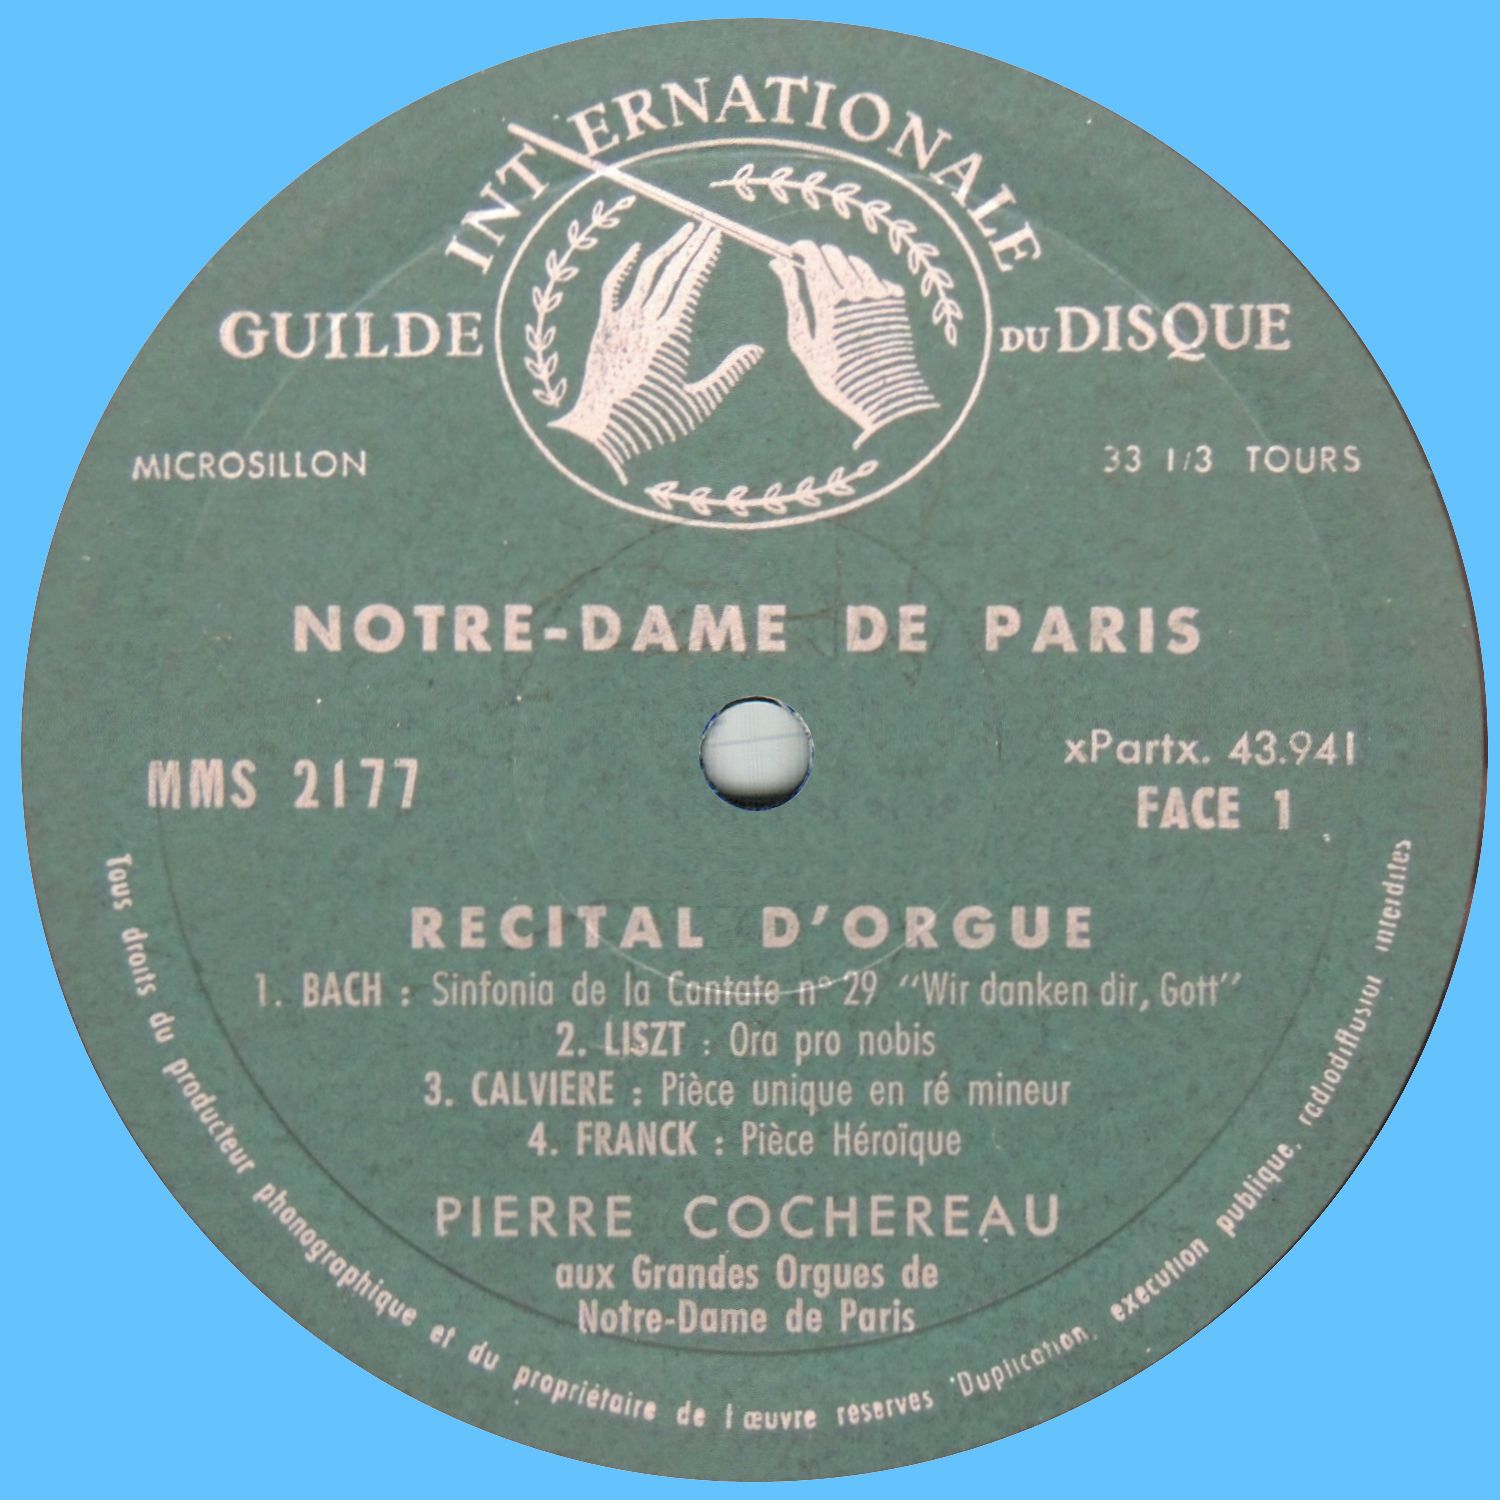 INTERNATIONALE
GUILDE DU DISQUE
MICROSILLON
33 1/3 TOURS
NOTRE-DAME DE PARIS
MMS 2177
xPartx. 43.941
FACE 1
RECITAL D'ORGUE
1. BACH : Sinfonia de la Cantate n° 29 "Wir danken dir, Gott"
2. LISZT : Ora pro nobis
3. CALVIERE : Pièce unique en ré mineur
4. FRANCK : Pièce Héroïque
PIERRE COCHEREAU
aux Grandes Orgues de
Notre-Dame de Paris
Tous droits du producteur phonographique et du propriétaire de l'œuvre réservés Duplication, execution publique, radiodiffusion interdites